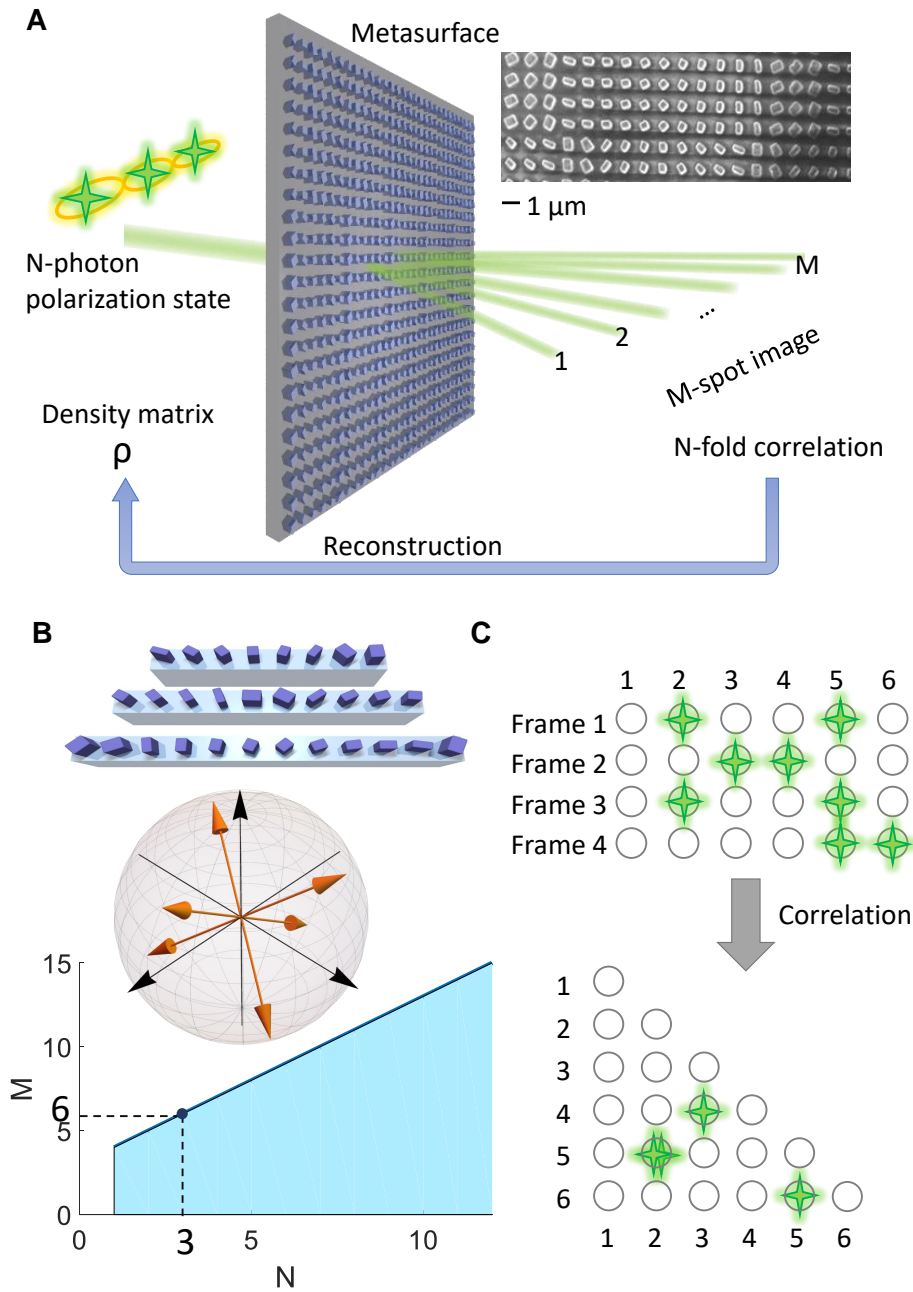 A
Metasurface
1 µm
N-photon
polarization state
M
...
2
1
M-spot image
Density matrix
ρ
N-fold correlation
Reconstruction
B
C
1 2 3 4 5 6
Frame 1
Frame 2
Frame 3
Frame 4
Correlation
15
10
6
5
0
M
0 3 5 10
N
1
2
3
4
5
6
1 2 3 4 5 6